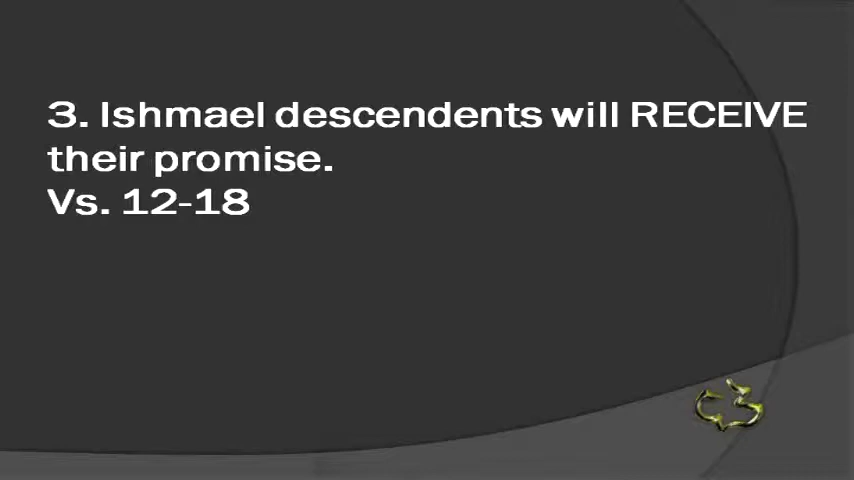 3. Ishmael descendents will RECEIVE
their promise.
Vs. 12-18